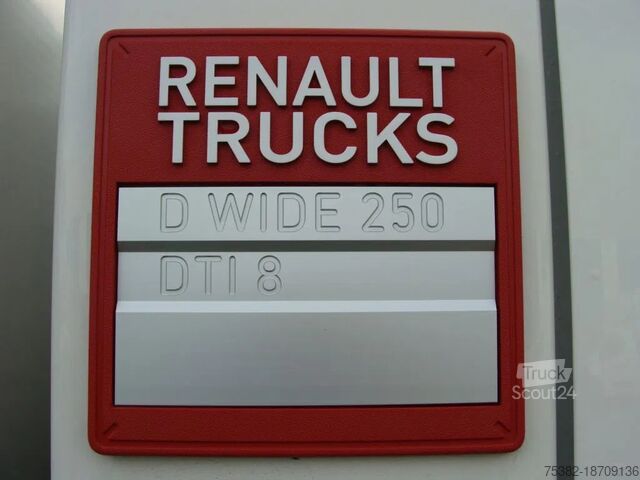 RENAULT
TRUCKS
D WIDE 250
DTI 8
Truck
Scout24
75382-18709136